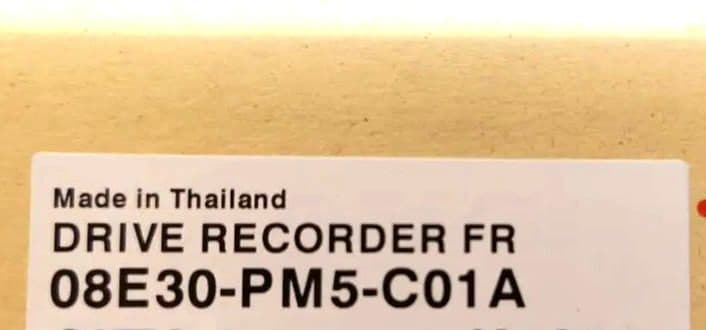 Made in Thailand
DRIVE RECORDER FR
08E30-PM5-C01A